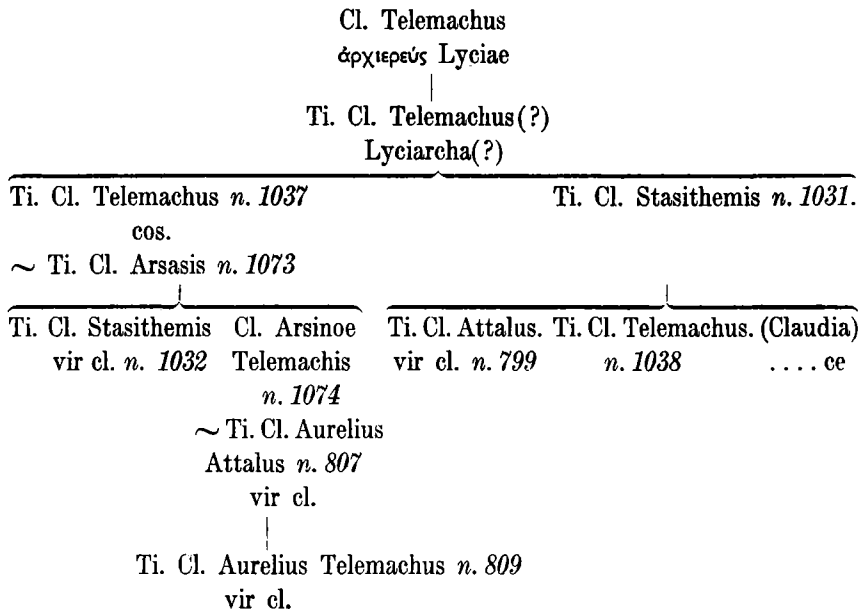 Cl. Telemachus
ἀρχιερεύς Lyciae
Ti. Cl. Telemachus(?)
Lyciarcha(?)
Ti. Cl. Telemachus n. 1037 Ti. Cl. Stasithemis n. 1031.
cos.
~ Ti. Cl. Arsasis n. 1073
Ti. Cl. Stasithemis Cl. Arsinoe Ti. Cl. Attalus. Ti. Cl. Telemachus. (Claudia)
vir cl. n. 1032 Telemachis vir cl. n. 799 n. 1038 . . . . ce
n. 1074
~ Ti. Cl. Aurelius
Attalus n. 807
vir cl.
Ti. Cl. Aurelius Telemachus n. 809
vir cl.